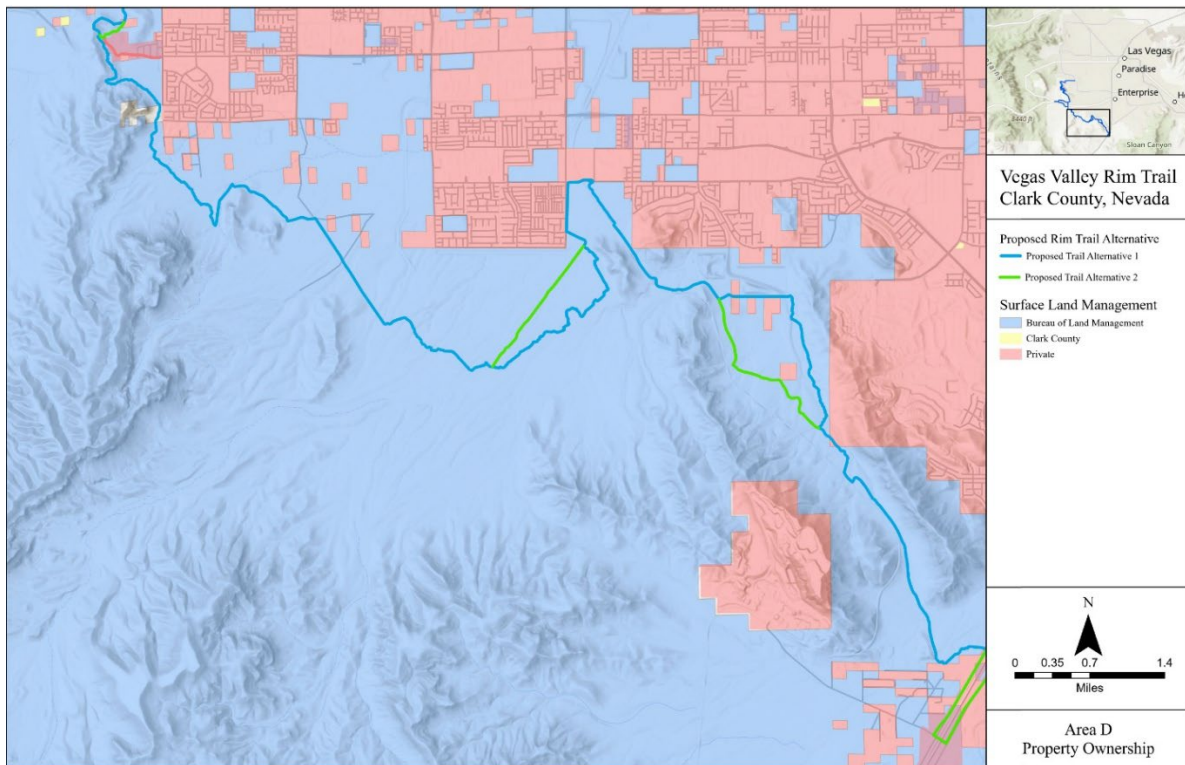 Las Vegas
Paradise
Enterprise
Sloan Canyon
Vegas Valley Rim Trail
Clark County, Nevada
Proposed Rim Trail Alternative
Proposed Trail Alternative 1
Proposed Trail Alternative 2
Surface Land Management
Bureau of Land Management
Clark County
Private
N
0 0.35 0.7 1.4
Miles
Area D
Property Ownership